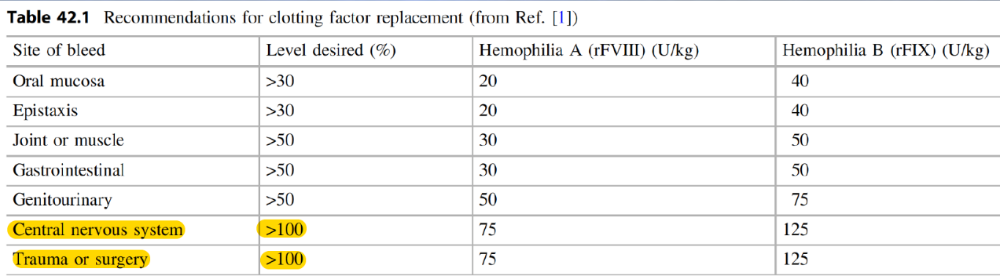 Table 42.1 Recommendations for clotting factor replacement (from Ref. [1])
Site of bleed Level desired (%) Hemophilia A (rFVIII) (U/kg) Hemophilia B (rFIX) (U/kg)
Oral mucosa >30 20 40
Epistaxis >30 20 40
Joint or muscle >50 30 50
Gastrointestinal >50 30 50
Genitourinary >50 50 75
Central nervous system >100 75 125
Trauma or surgery >100 75 125